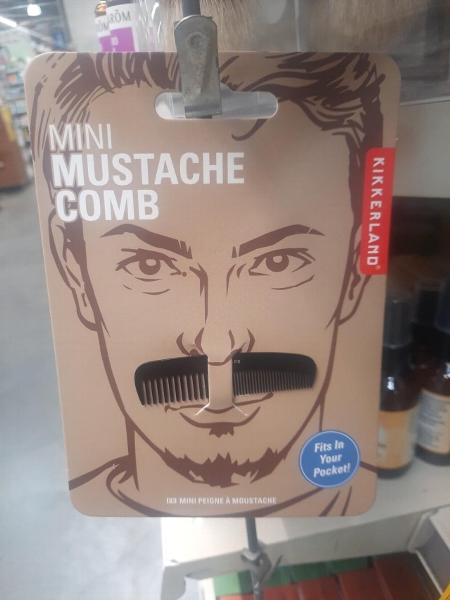 MINI
MUSTACHE
COMB
KIKKERLAND®
Fits In
Your
Pocket!
MINI PEIGNE À MOUSTACHE